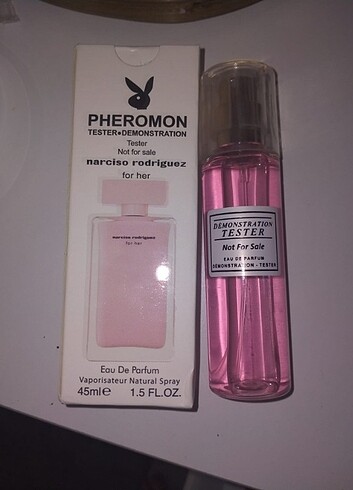 PHEROMON
TESTER●DEMONSTRATION
Tester
Not for sale
narciso rodriguez
for her
narciso rodriguez
for her
Eau De Parfum
Vaporisateur Natural Spray
45ml℮ 1.5 FL.OZ.
DEMONSTRATION
TESTER
Not For Sale
EAU DE PARFUM
DEMONSTRATION - TESTER